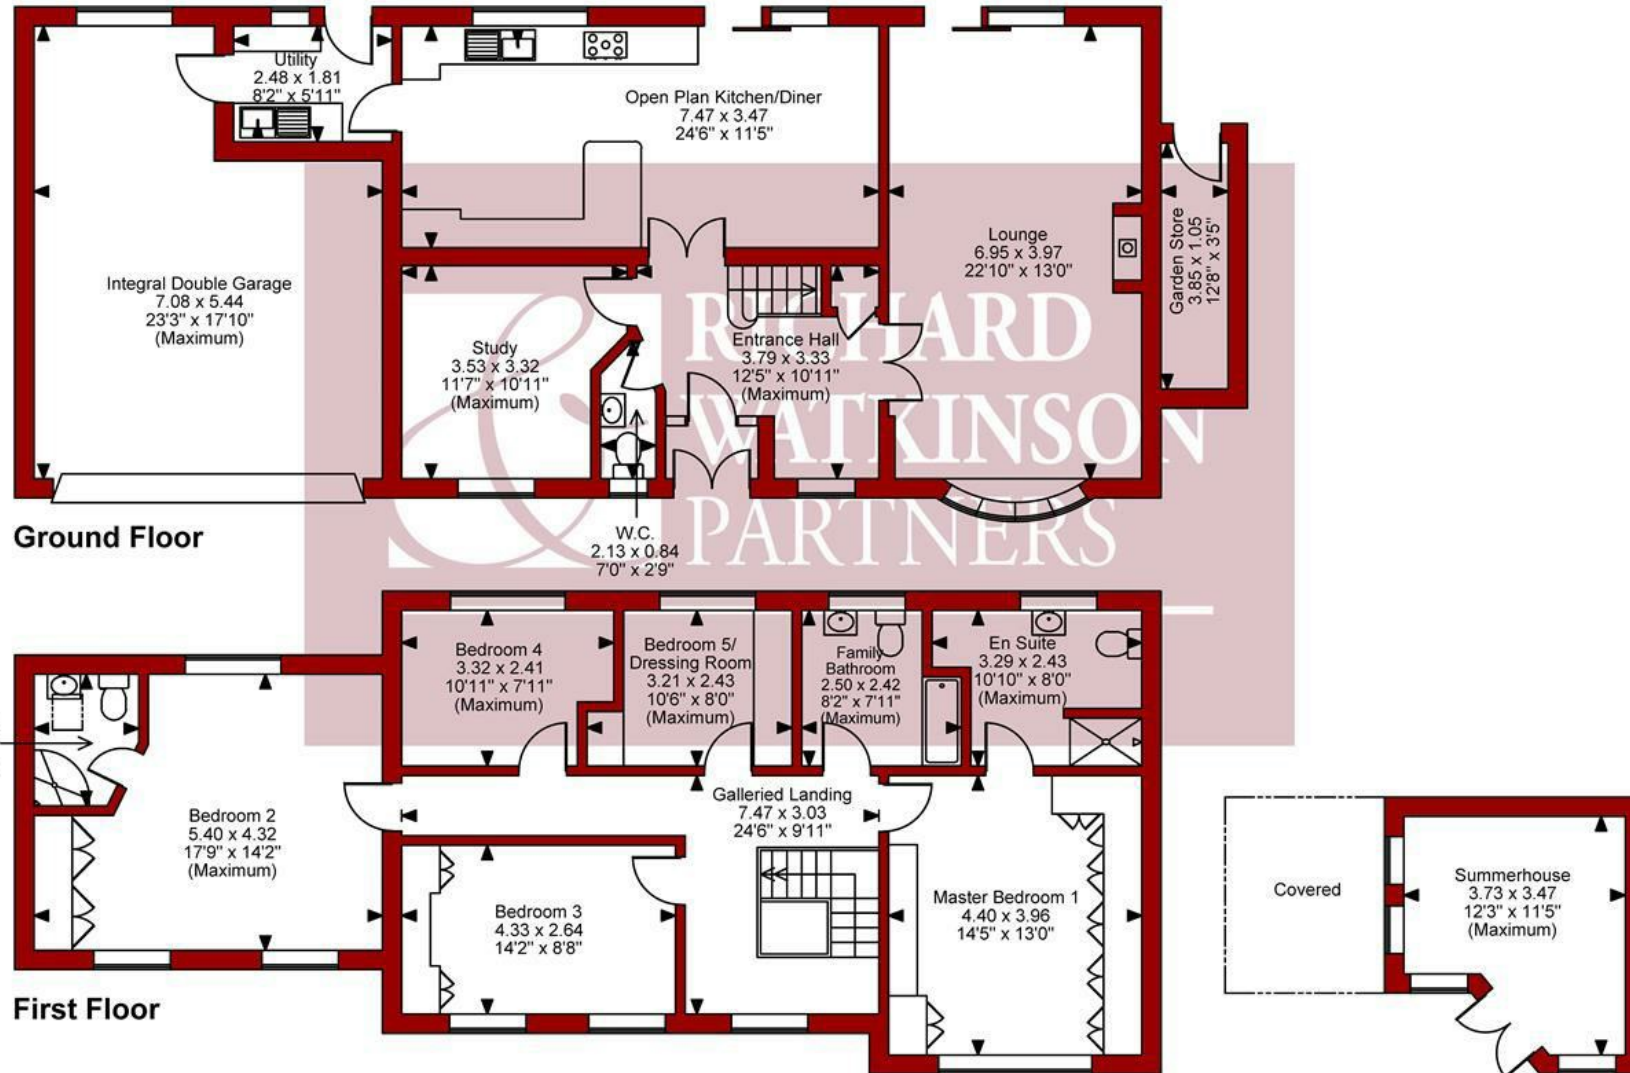 Utility
2.48 x 1.81
8'2" x 5'11"
Open Plan Kitchen/Diner
7.47 x 3.47
24'6" x 11'5"
Integral Double Garage
7.08 x 5.44
23'3" x 17'10"
(Maximum)
Study
3.53 x 3.32
11'7" x 10'11"
(Maximum)
Entrance Hall
3.79 x 3.33
12'5" x 10'11"
(Maximum)
Lounge
6.95 x 3.97
22'10" x 13'0"
Garden Store
3.85 x 1.05
12'8" x 3'5"
&
RICHARD
WATKINSON
PARTNERS
W.C.
2.13 x 0.84
7'0" x 2'9"
Ground Floor
Bedroom 4
3.32 x 2.41
10'11" x 7'11"
(Maximum)
Bedroom 5/
Dressing Room
3.21 x 2.43
10'6" x 8'0"
(Maximum)
Family
Bathroom
2.50 x 2.42
8'2" x 7'11"
(Maximum)
En Suite
3.29 x 2.43
10'10" x 8'0"
(Maximum)
Bedroom 2
5.40 x 4.32
17'9" x 14'2"
(Maximum)
Galleried Landing
7.47 x 3.03
24'6" x 9'11"
Bedroom 3
4.33 x 2.64
14'2" x 8'8"
Master Bedroom 1
4.40 x 3.96
14'5" x 13'0"
Covered
Summerhouse
3.73 x 3.47
12'3" x 11'5"
(Maximum)
First Floor